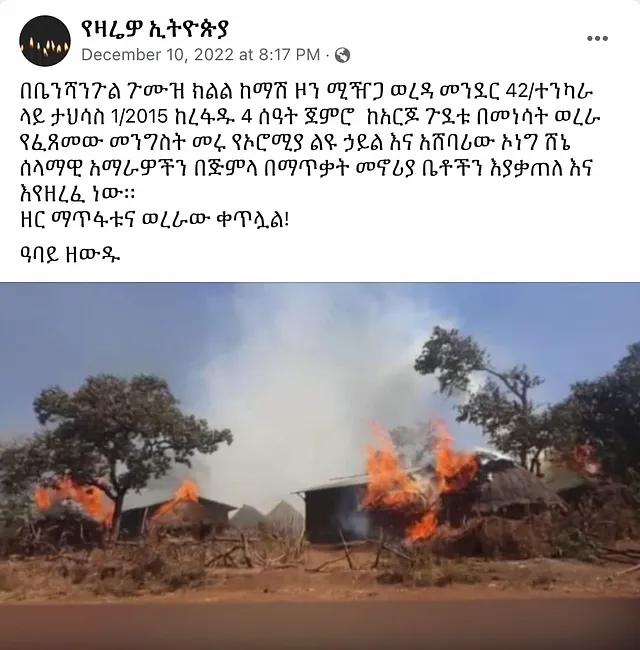 የዛሬዋ ኢትዮጵያ
December 10, 2022 at 8:17 PM ·
በቤንሻንጉል ጉሙዝ ክልል ከማሽ ዞን ሚዥጋ ወረዳ መንደር 42/ተንካራ
ላይ ታህሳስ 1/2015 ከረፋዱ 4 ሰዓት ጀምሮ ከአርጆ ጉደቱ በመነሳት ወረራ
የፈጸመው መንግስት መሩ የኦሮሚያ ልዩ ኃይል እና አሸባሪው ኦነግ ሸኔ
ሰላማዊ አማራዎችን በጅምላ በማጥቃት መኖሪያ ቤቶችን እያቃጠለ እና
እየዘረፈ ነው።
ዘር ማጥፋቱና ወረራው ቀጥሏል!
ዓባይ ዘውዱ